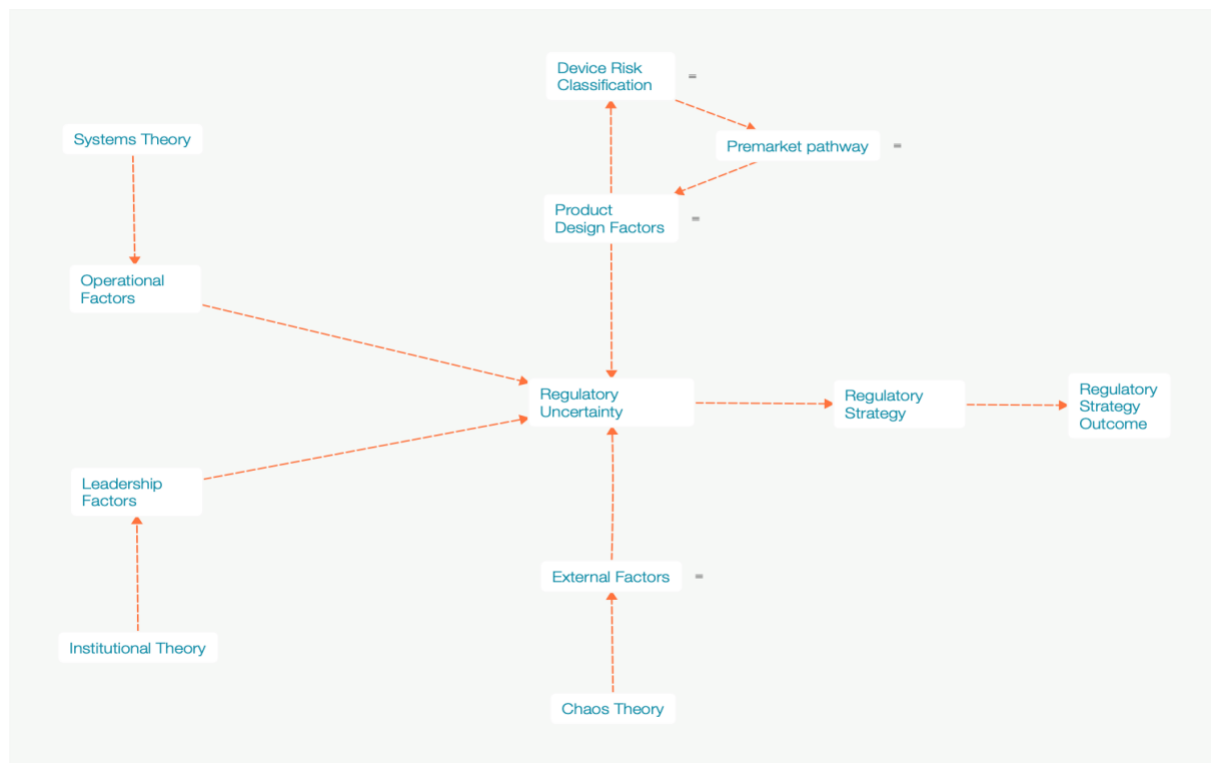 Device Risk
Classification
=
Systems Theory
Premarket pathway
=
Product
Design Factors
=
Operational
Factors
Regulatory
Uncertainty
Regulatory
Strategy
Regulatory
Strategy
Outcome
Leadership
Factors
External Factors
=
Institutional Theory
Chaos Theory